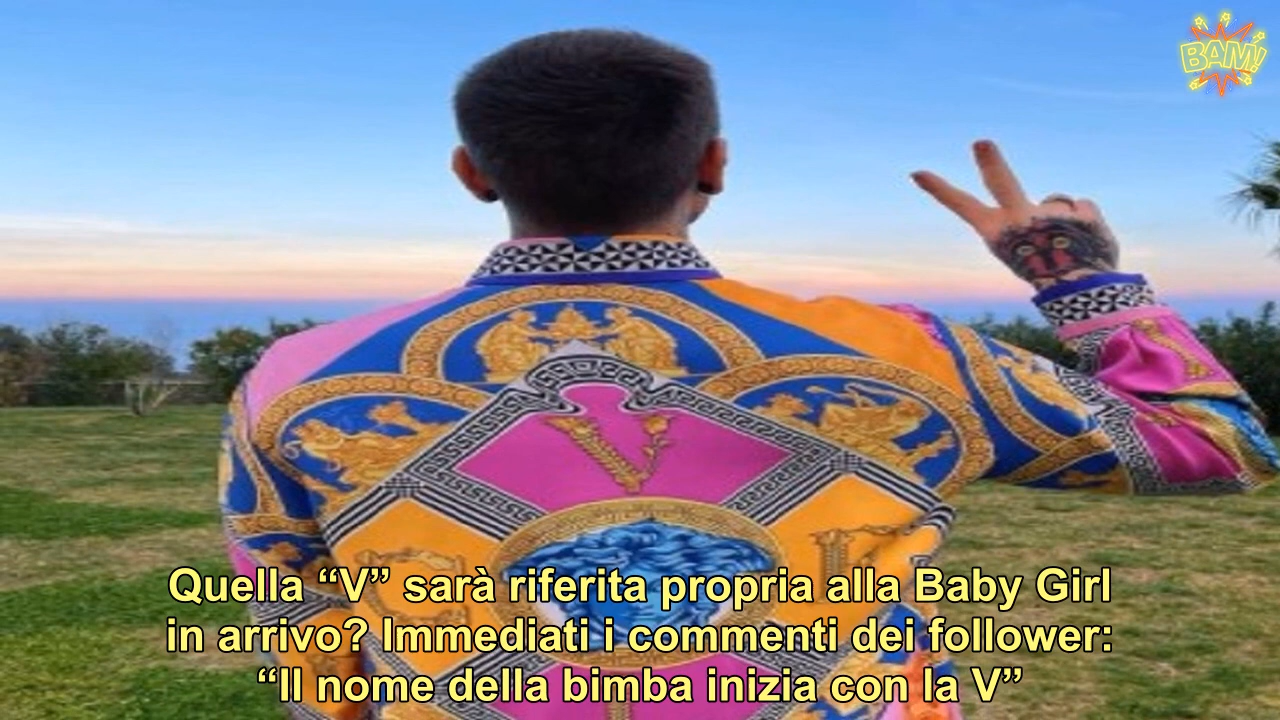 BAM!
V
Quella “V” sarà riferita propria alla Baby Girl
in arrivo? Immediati i commenti dei follower:
“Il nome della bimba inizia con la V”